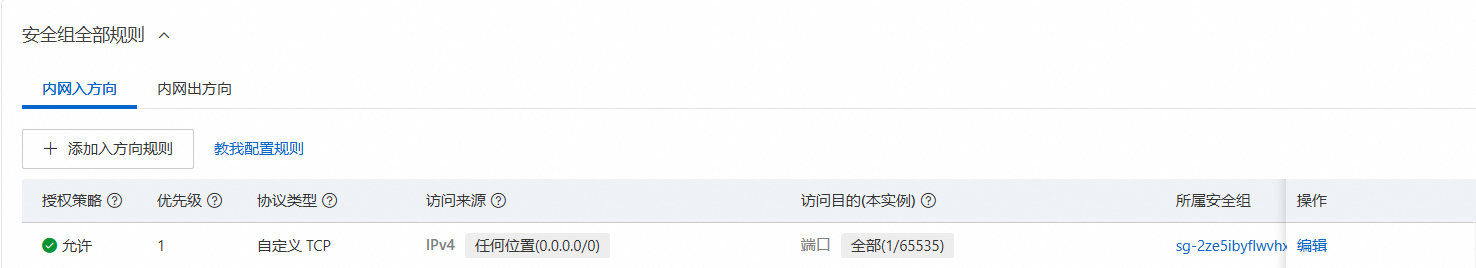 安全组全部规则
内网入方向 内网出方向
添加入方向规则 教我配置规则
授权策略 优先级 协议类型 访问来源 访问目的(本实例) 所属安全组 操作
允许 1 自定义 TCP IPv4 任何位置(0.0.0.0/0) 端口 全部(1/65535) sg-2ze5ibyflwvhx 编辑